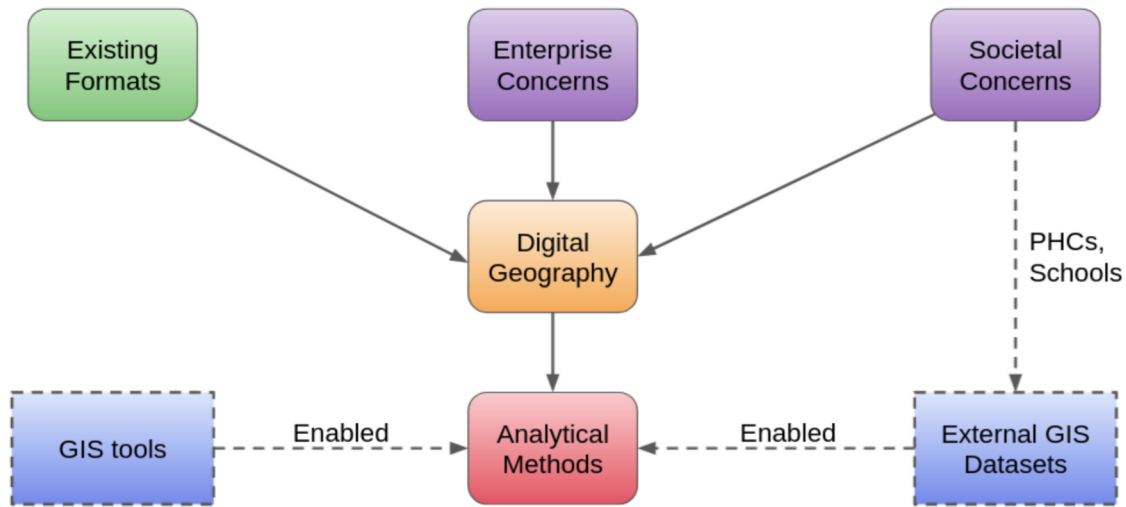 Existing
Formats
Enterprise
Concerns
Societal
Concerns
Digital
Geography
PHCs,
Schools
GIS tools
Enabled
Analytical
Methods
Enabled
External GIS
Datasets